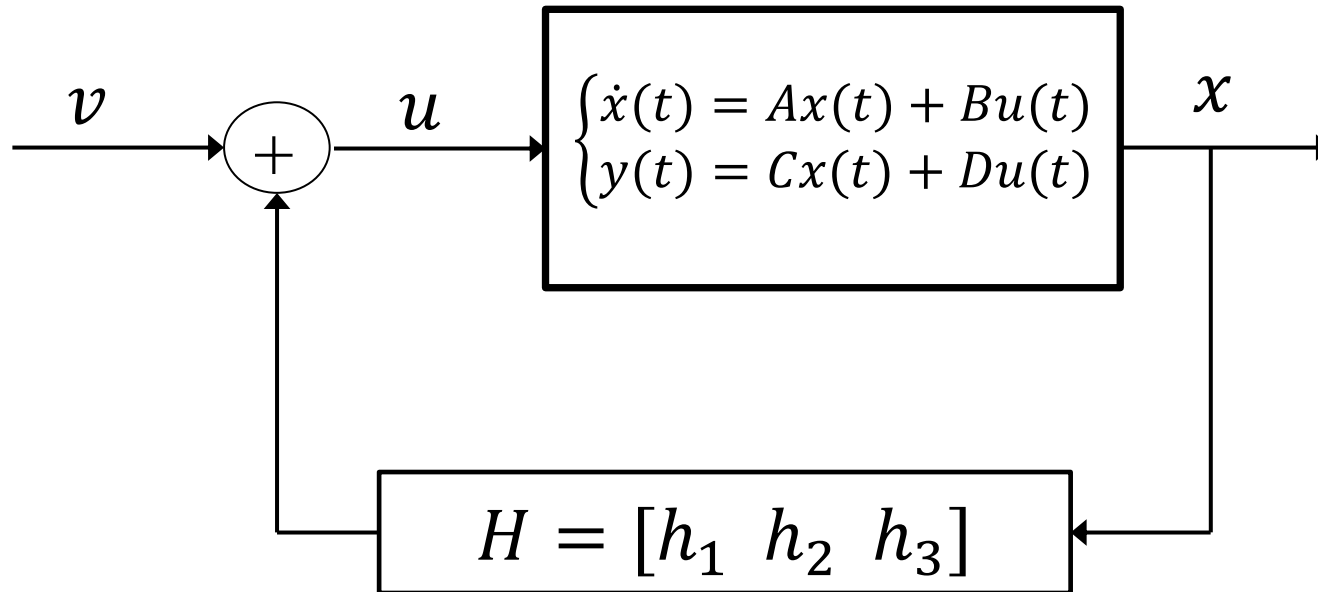 v
u
ẋ(t) = Ax(t) + Bu(t)
y(t) = Cx(t) + Du(t)
x
+
H = [h₁ h₂ h₃]